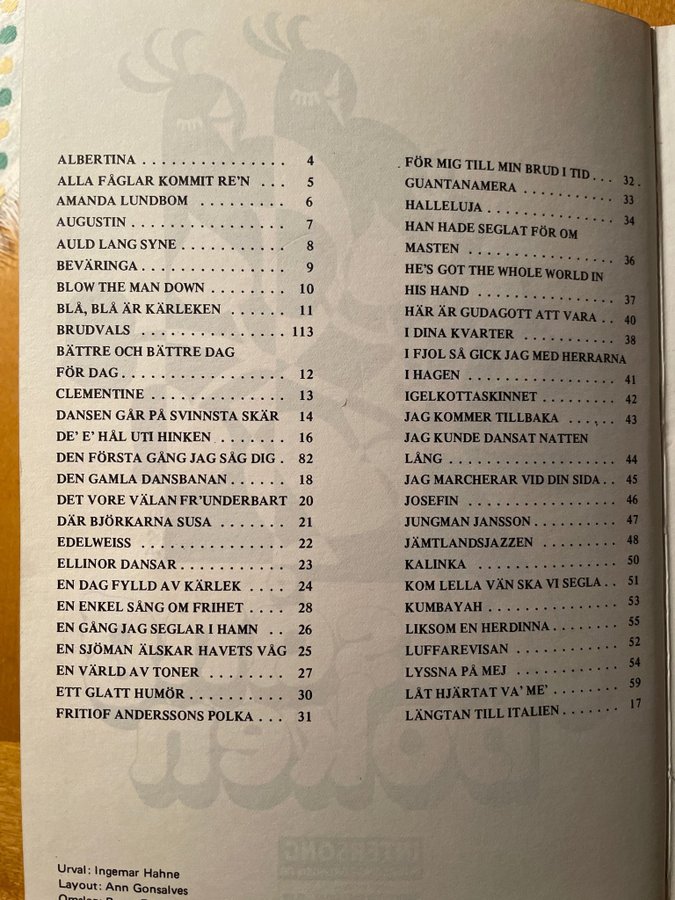 ALBERTINA . . . . . . . . . . . . . . . 4
ALLA FÅGLAR KOMMIT RE'N . . . 5
AMANDA LUNDBOM . . . . . . . . . . 6
AUGUSTIN . . . . . . . . . . . . . . . . 7
AULD LANG SYNE . . . . . . . . . . . 8
BEVÄRINGA . . . . . . . . . . . . . . . 9
BLOW THE MAN DOWN . . . . . . . 10
BLÅ, BLÅ ÄR KÄRLEKEN . . . . . . 11
BRUDVALS . . . . . . . . . . . . . . . 113
BÄTTRE OCH BÄTTRE DAG
FÖR DAG . . . . . . . . . . . . . . . . 12
CLEMENTINE . . . . . . . . . . . . . . 13
DANSEN GÅR PÅ SVINNSTA SKÄR 14
DE' E' HÅL UTI HINKEN . . . . . . . 16
DEN FÖRSTA GÅNG JAG SÅG DIG . 82
DEN GAMLA DANSBANAN . . . . . . 18
DET VORE VÄLAN FR'UNDERBART 20
DÄR BJÖRKARNA SUSA . . . . . . . 21
EDELWEISS . . . . . . . . . . . . . . . 22
ELLINOR DANSAR . . . . . . . . . . . 23
EN DAG FYLLD AV KÄRLEK . . . . 24
EN ENKEL SÅNG OM FRIHET . . . . 28
EN GÅNG JAG SEGLAR I HAMN . . 26
EN SJÖMAN ÄLSKAR HAVETS VÅG 25
EN VÄRLD AV TONER . . . . . . . . 27
ETT GLATT HUMÖR . . . . . . . . . . 30
FRITIOF ANDERSSONS POLKA . . . 31
FÖR MIG TILL MIN BRUD I TID . . . 32
GUANTANAMERA . . . . . . . . . . . 33
HALLELUJA . . . . . . . . . . . . . . . 34
HAN HADE SEGLAT FÖR OM
MASTEN . . . . . . . . . . . . . . . . . 36
HE'S GOT THE WHOLE WORLD IN
HIS HAND . . . . . . . . . . . . . . . 37
HÄR ÄR GUDAGOTT ATT VARA . . 40
I DINA KVARTER . . . . . . . . . . . 38
I FJOL SÅ GICK JAG MED HERRARNA
I HAGEN . . . . . . . . . . . . . . . . . 41
IGELKOTTASKINNET . . . . . . . . . 42
JAG KOMMER TILLBAKA . . . . . . 43
JAG KUNDE DANSAT NATTEN
LÅNG . . . . . . . . . . . . . . . . . . . 44
JAG MARCHERAR VID DIN SIDA . . 45
JOSEFIN . . . . . . . . . . . . . . . . . 46
JUNGMAN JANSSON . . . . . . . . . . 47
JÄMTLANDSJAZZEN . . . . . . . . . 48
KALINKA . . . . . . . . . . . . . . . . 50
KOM LELLA VÄN SKA VI SEGLA . . 51
KUMBAYAH . . . . . . . . . . . . . . . 53
LIKSOM EN HERDINNA . . . . . . . . 55
LUFFAREVISAN . . . . . . . . . . . . 52
LYSSNA PÅ MEJ . . . . . . . . . . . . 54
LÅT HJÄRTAT VA' ME' . . . . . . . . 59
LÄNGTAN TILL ITALIEN . . . . . . . 17
Urval: Ingemar Hahne
Layout: Ann Gonsalves